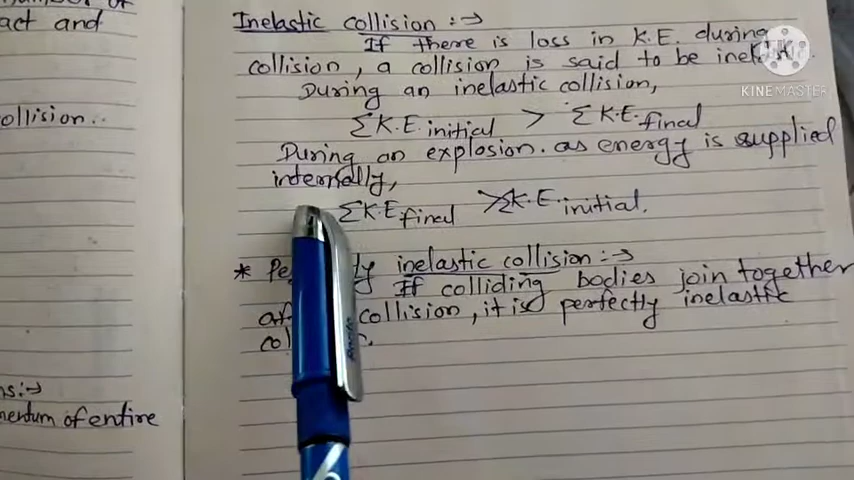 act and
ollision..
ns:→
mentum of entire
Inelastic collision :→
If there is loss in K.E. during
collision, a collision is said to be
During an inelastic collision,
ΣK.E. initial > ΣK.E. final
During an explosion. as energy is supplied
internally,
ΣK.E final > ΣK.E. initial.
* inelastic collision :→
If colliding bodies join together
collision, it is perfectly inelastic
KINEMASTER